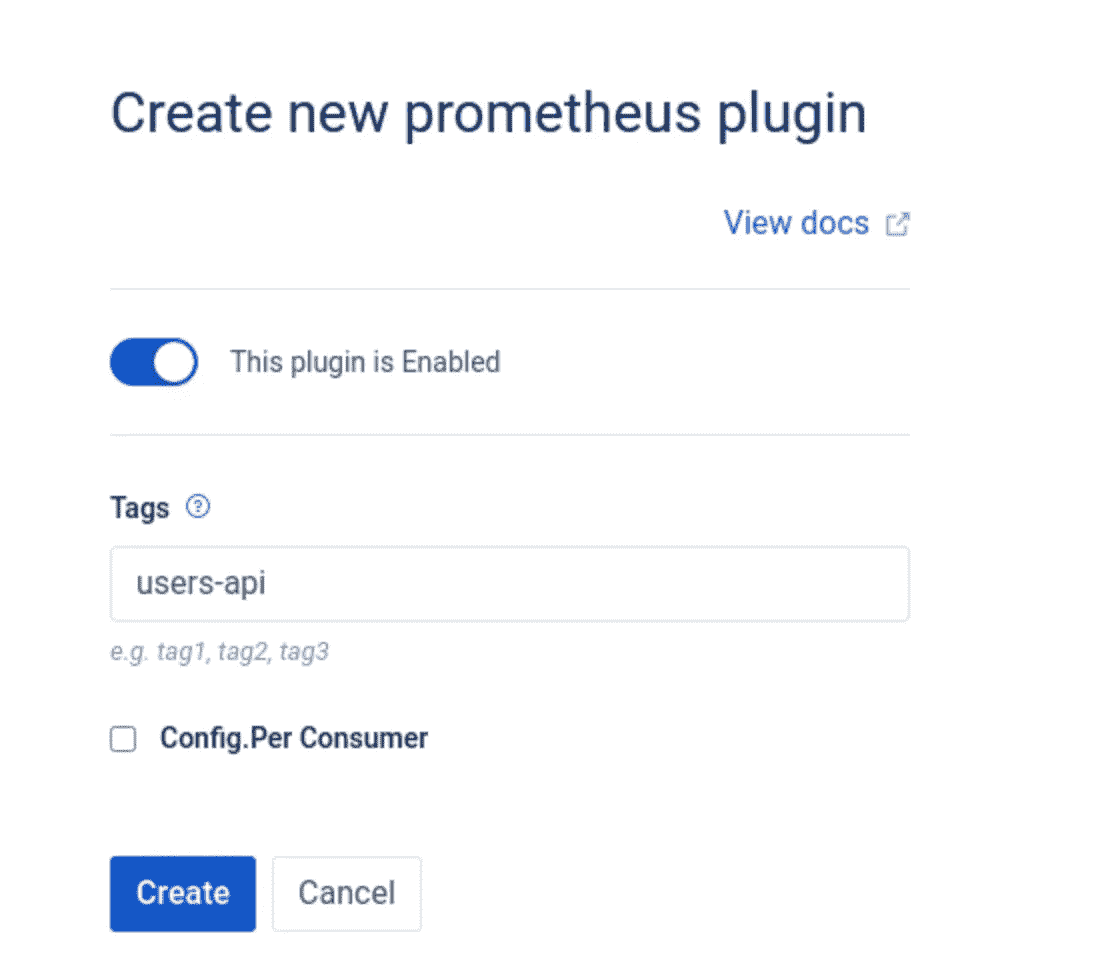 Create new prometheus plugin
View docs
This plugin is Enabled
Tags ?
users-api
e.g. tag1, tag2, tag3
Config.Per Consumer
Create Cancel